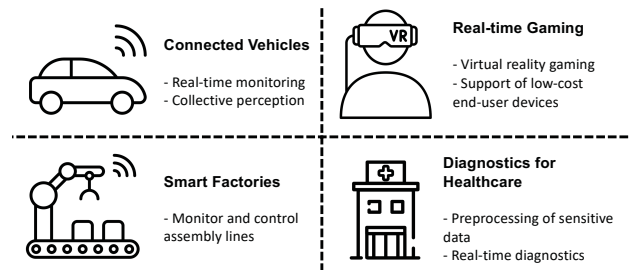 Connected Vehicles
- Real-time monitoring
- Collective perception
VR
Real-time Gaming
- Virtual reality gaming
- Support of low-cost
end-user devices
Smart Factories
- Monitor and control
assembly lines
Diagnostics for
Healthcare
- Preprocessing of sensitive
data
- Real-time diagnostics